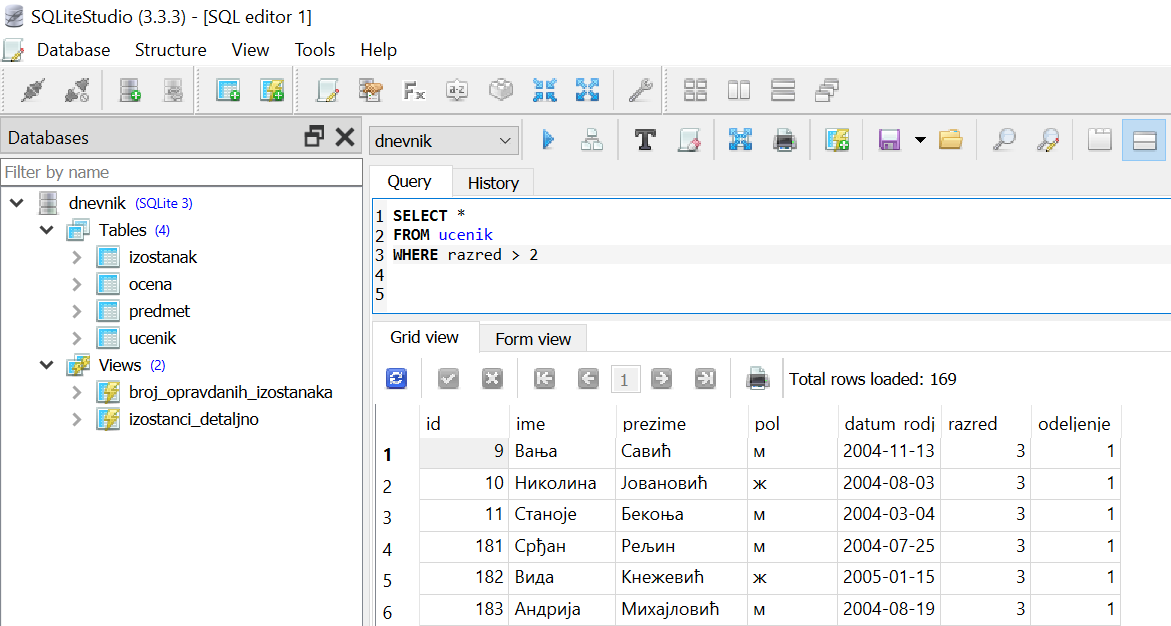 SQLiteStudio (3.3.3) - [SQL editor 1]
Database Structure View Tools Help
Databases
Filter by name
dnevnik (SQLite 3)
Tables (4)
izostanak
ocena
predmet
ucenik
Views (2)
broj_opravdanih_izostanaka
izostanci_detaljno
dnevnik
Query History
1 SELECT *
2 FROM ucenik
3 WHERE razred > 2
4
5
Grid view Form view
1 Total rows loaded: 169
id ime prezime pol datum rodj razred odeljenje
1 9 Вања Савић м 2004-11-13 3 1
2 10 Николина Јовановић ж 2004-08-03 3 1
3 11 Станоје Бекоња м 2004-03-04 3 1
4 181 Срђан Рељин м 2004-07-25 3 1
5 182 Вида Кнежевић ж 2005-01-15 3 1
6 183 Андрија Михајловић м 2004-08-19 3 1